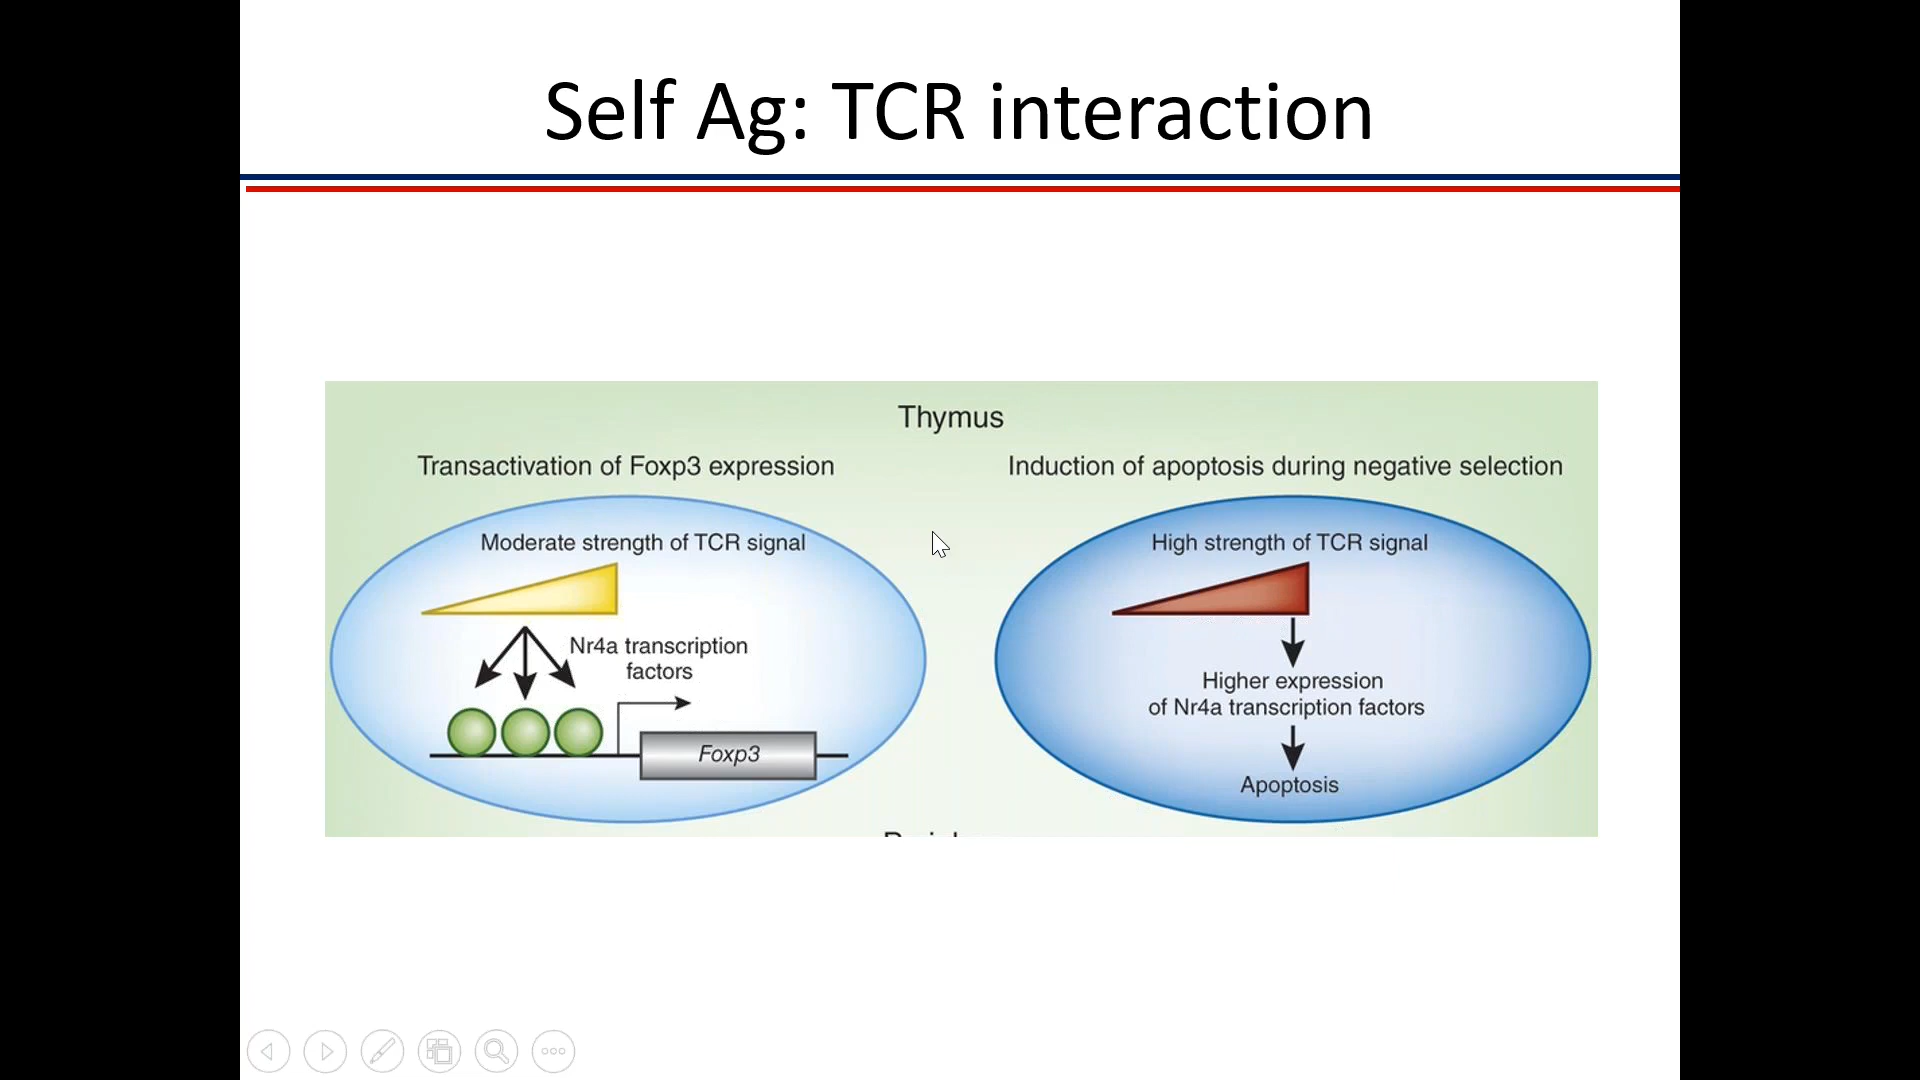 Self Ag: TCR interaction
Thymus
Transactivation of Foxp3 expression
Moderate strength of TCR signal
Nr4a transcription
factors
Foxp3
Induction of apoptosis during negative selection
High strength of TCR signal
Higher expression
of Nr4a transcription factors
Apoptosis